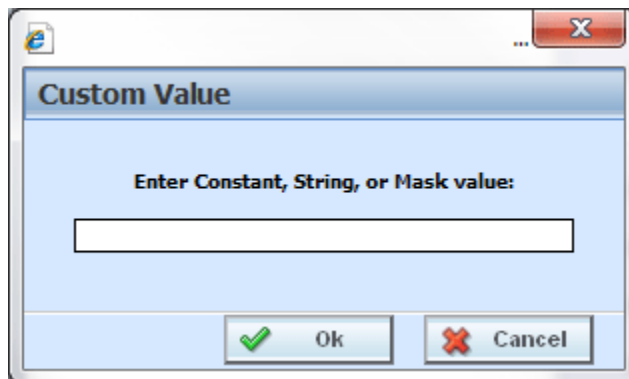 ...
Custom Value
Enter Constant, String, or Mask value:
Ok
Cancel